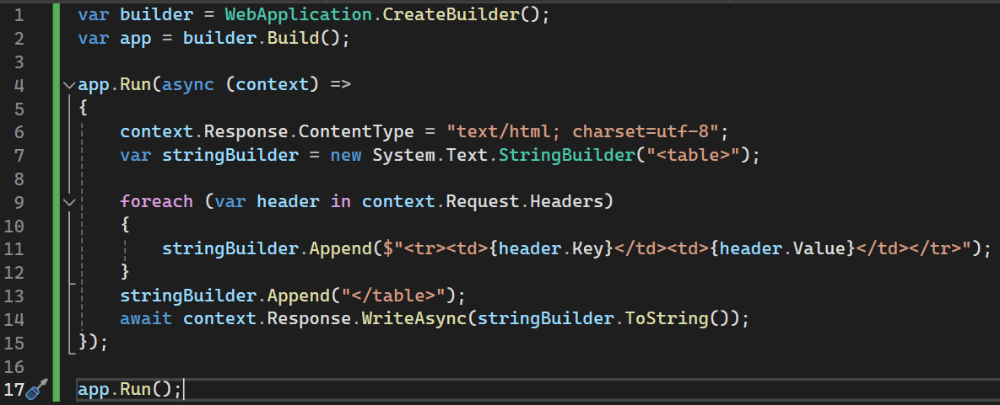 1 var builder = WebApplication.CreateBuilder();
2 var app = builder.Build();
3
4 app.Run(async (context) =>
5 {
6     context.Response.ContentType = "text/html; charset=utf-8";
7     var stringBuilder = new System.Text.StringBuilder("<table>");
8
9     foreach (var header in context.Request.Headers)
10     {
11         stringBuilder.Append($"<tr><td>{header.Key}</td><td>{header.Value}</td></tr>");
12     }
13     stringBuilder.Append("</table>");
14     await context.Response.WriteAsync(stringBuilder.ToString());
15 });
16
17 app.Run();